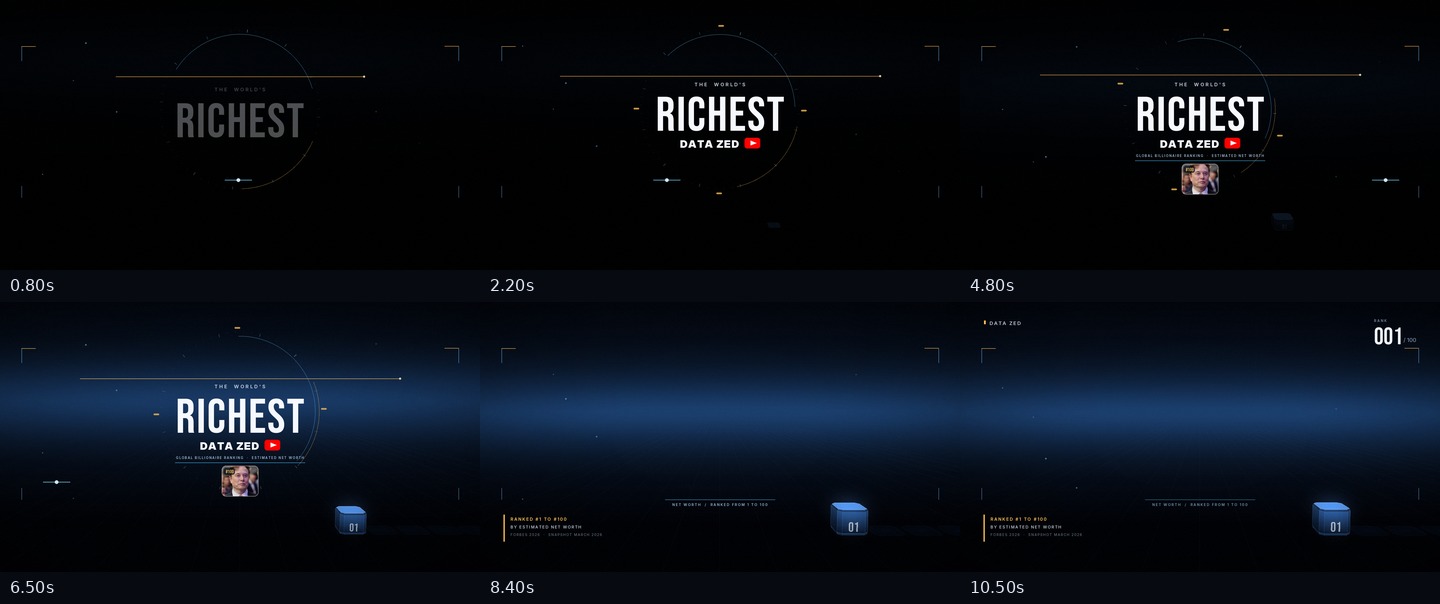 THE WORLD'S
RICHEST
0.80s
THE WORLD'S
RICHEST
DATA ZED
2.20s
THE WORLD'S
RICHEST
DATA ZED
GLOBAL BILLIONAIRE RANKING · ESTIMATED NET WORTH
01
4.80s
THE WORLD'S
RICHEST
DATA ZED
GLOBAL BILLIONAIRE RANKING · ESTIMATED NET WORTH
01
6.50s
NET WORTH / RANKED FROM 1 TO 100
01
RANKED #1 TO #100
BY ESTIMATED NET WORTH
FORBES 2026 · SNAPSHOT MARCH 2026
8.40s
DATA ZED
RANK
001 / 100
NET WORTH / RANKED FROM 1 TO 100
01
RANKED #1 TO #100
BY ESTIMATED NET WORTH
FORBES 2026 · SNAPSHOT MARCH 2026
10.50s